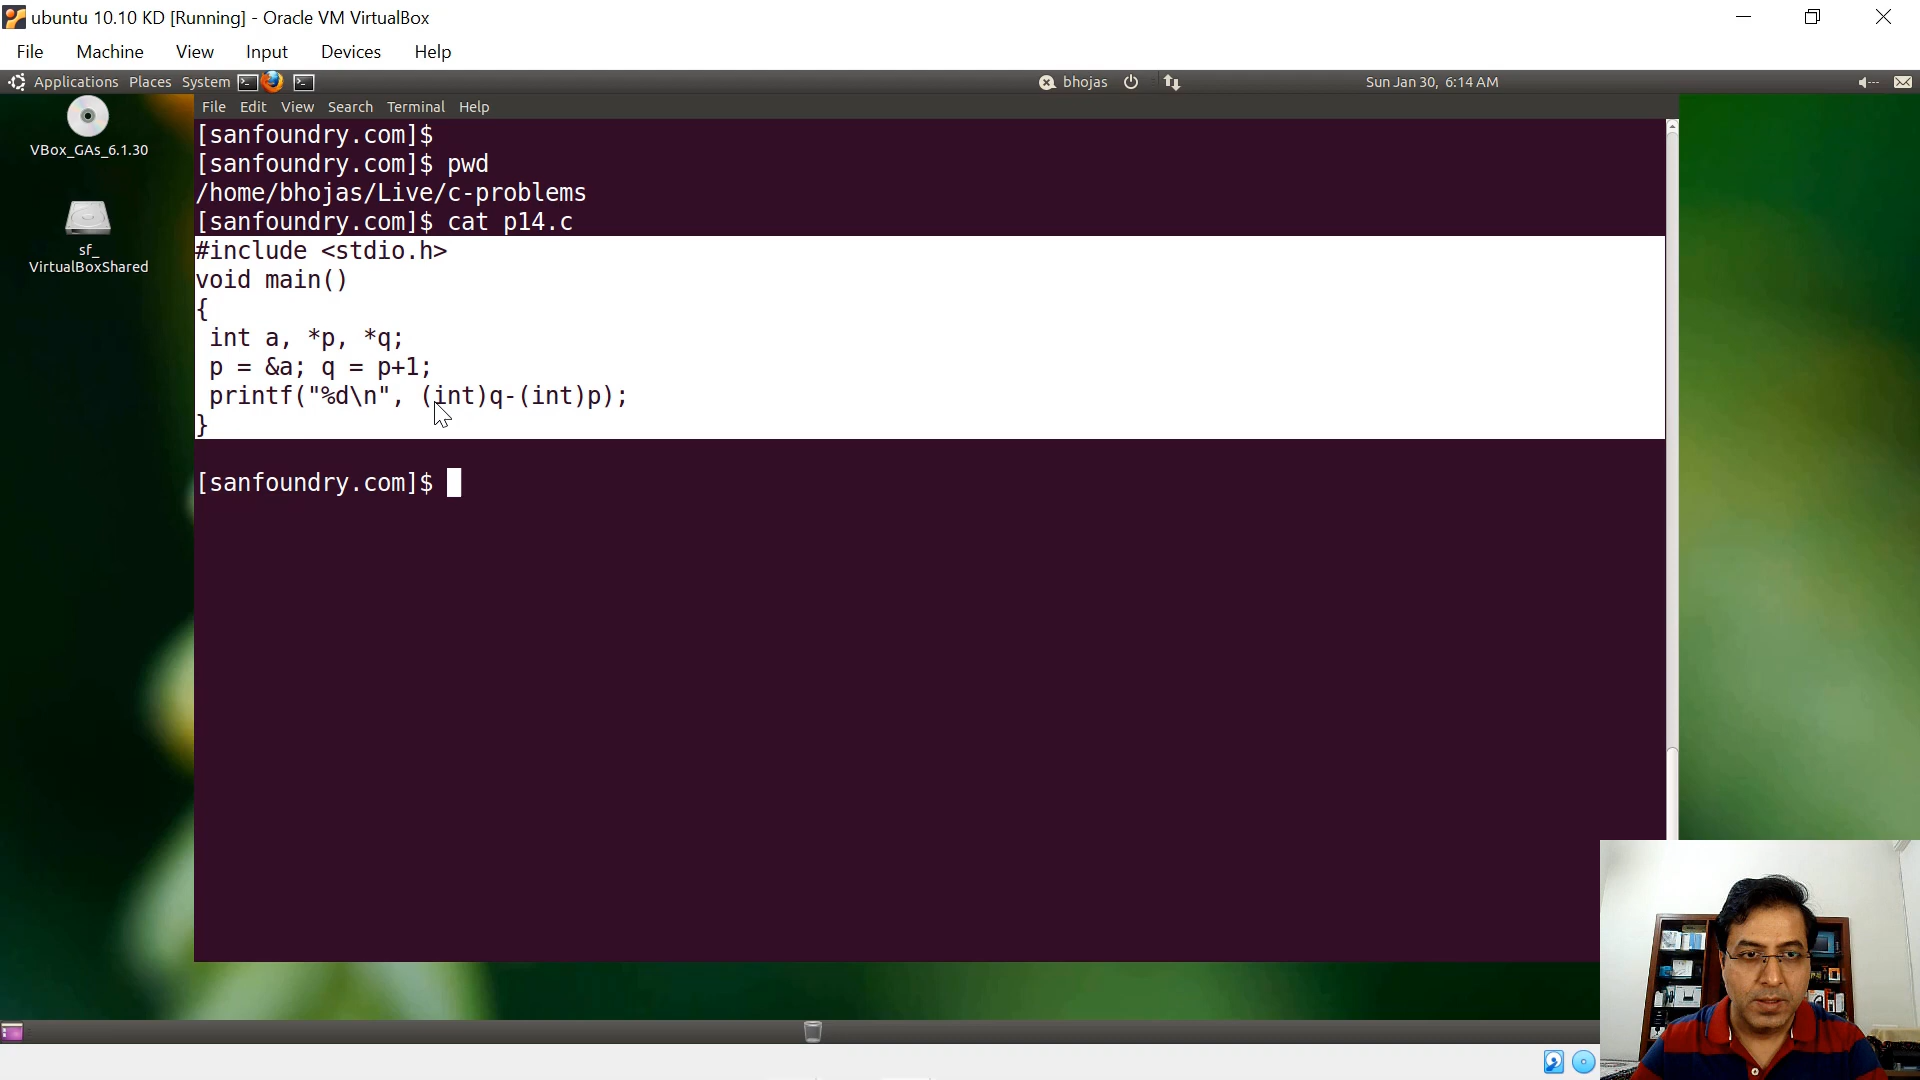 ubuntu 10.10 KD [Running] - Oracle VM VirtualBox
File Machine View Input Devices Help
Applications Places System bhojas Sun Jan 30, 6:14 AM
File Edit View Search Terminal Help
VBox_GAs_6.1.30
sf_
VirtualBoxShared
[sanfoundry.com]$
[sanfoundry.com]$ pwd
/home/bhojas/Live/c-problems
[sanfoundry.com]$ cat p14.c
#include <stdio.h>
void main()
{
int a, *p, *q;
p = &a; q = p+1;
printf("%d\n", (int)q-(int)p);
}
[sanfoundry.com]$